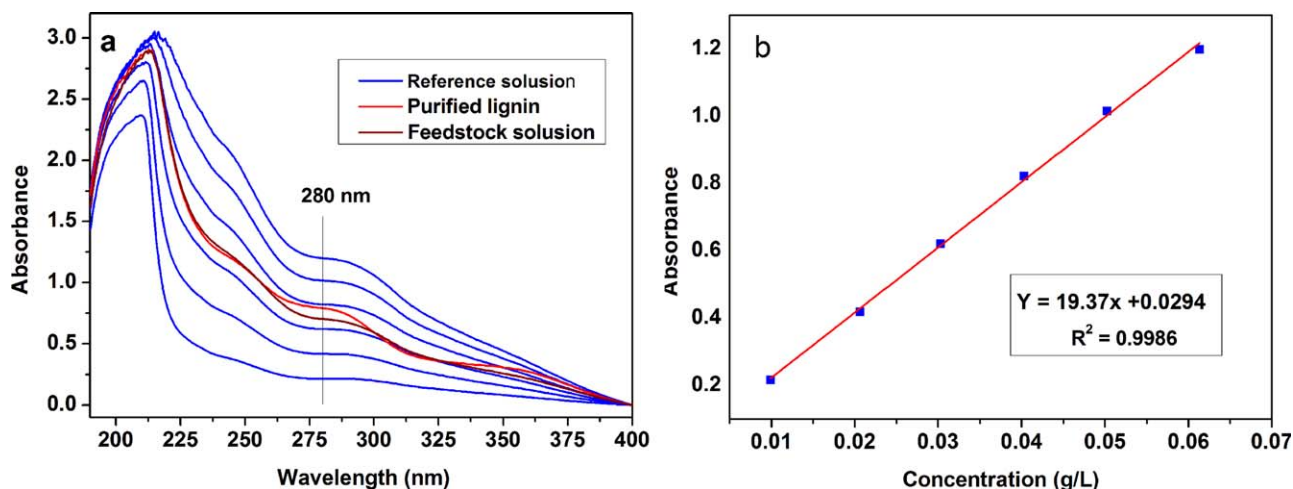 a
Reference solusion
Purified lignin
Feedstock solusion
280 nm
3.0
2.5
2.0
1.5
1.0
0.5
0.0
Absorbance
200 225 250 275 300 325 350 375 400
Wavelength (nm)
b
1.2
1.0
0.8
0.6
0.4
0.2
Absorbance
Y = 19.37x +0.0294
R² = 0.9986
0.01 0.02 0.03 0.04 0.05 0.06 0.07
Concentration (g/L)